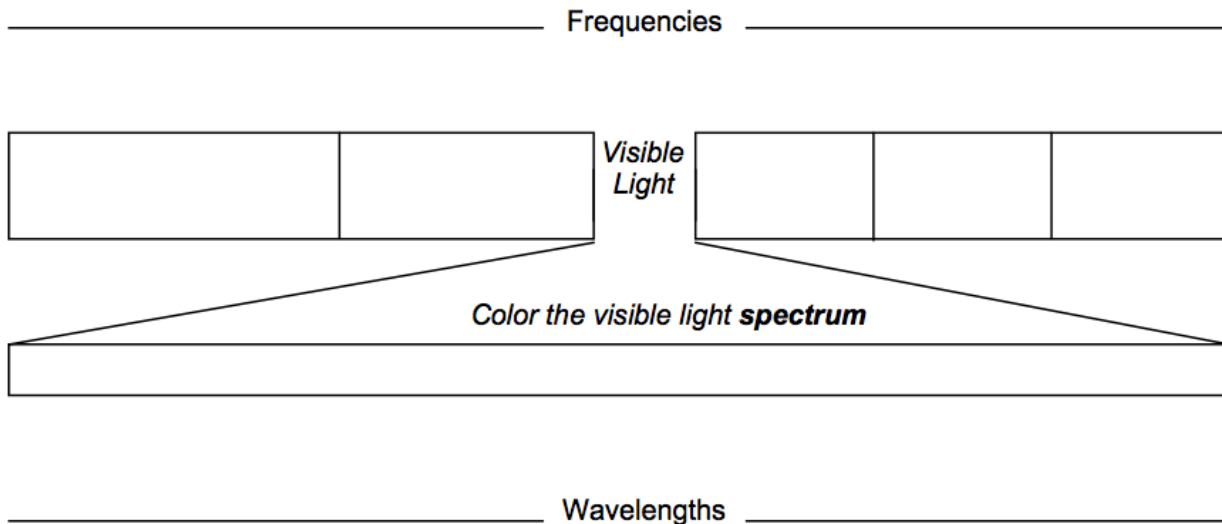 Frequencies
Visible
Light
Color the visible light spectrum
Wavelengths